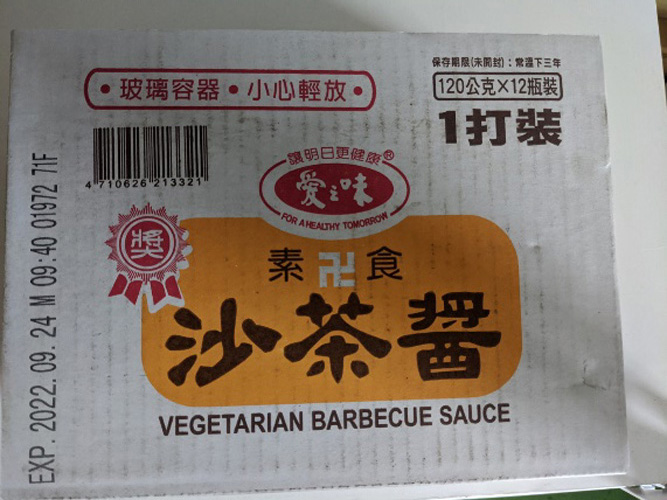 保存期限(未開封)：常溫下三年
•玻璃容器•小心輕放•
120公克×12瓶裝
1打裝
4 710626 213321
讓明日更健康®
愛之味
FOR A HEALTHY TOMORROW
獎
素卍食
沙茶醬
VEGETARIAN BARBECUE SAUCE
EXP. 2022. 09. 24 M 09:40 01972 71F